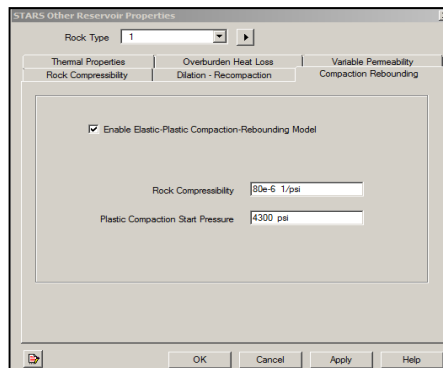 STARS Other Reservoir Properties
Rock Type 1
Thermal Properties Overburden Heat Loss Variable Permeability
Rock Compressibility Dilation - Recompaction Compaction Rebounding
Enable Elastic-Plastic Compaction-Rebounding Model
Rock Compressibility 80e-6 1/psi
Plastic Compaction Start Pressure 4300 psi
OK Cancel Apply Help